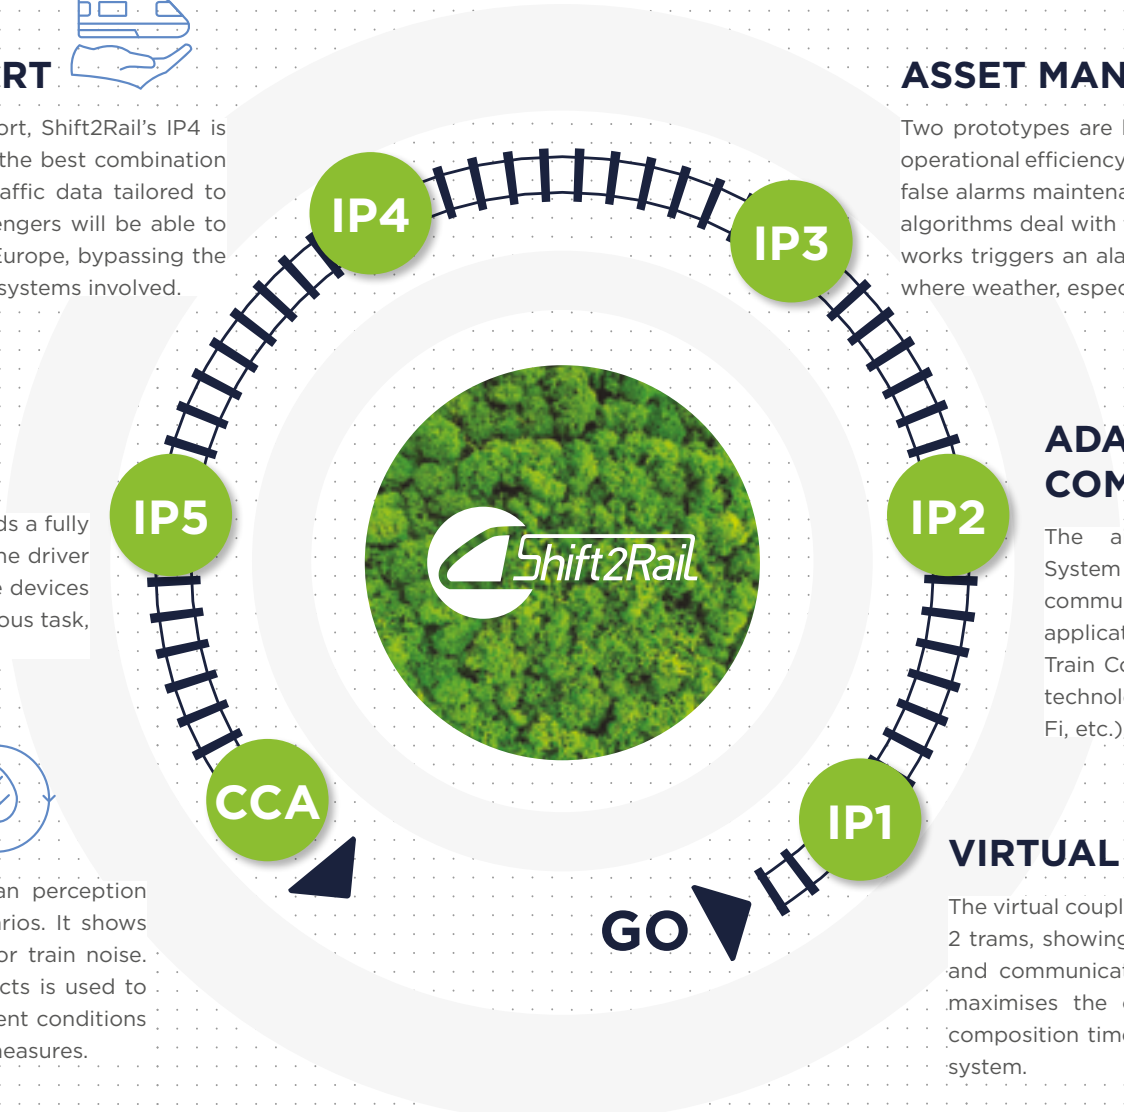 RT
ort, Shift2Rail's IP4 is
the best combination
affic data tailored to
engers will be able to
Europe, bypassing the
systems involved.
ASSET MAN
Two prototypes are
operational efficiency
false alarms maintena
algorithms deal with
works triggers an ala
where weather, espec
IP4
IP3
ADA
COM
The a
System
commu
applicat
Train Co
technol
Fi, etc.)
IP5
IP2
ds a fully
ne driver
e devices
ous task,
Shift2Rail
CCA
IP1
GO
an perception
arios. It shows
or train noise.
cts is used to
ent conditions
neasures.
VIRTUAL
The virtual coupl
2 trams, showing
and communicat
maximises the
composition time
system.